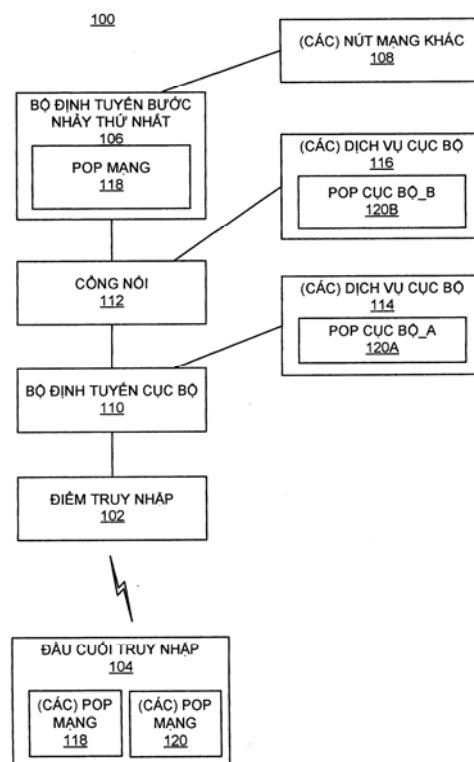 100
(CÁC) NÚT MẠNG KHÁC
108
BỘ ĐỊNH TUYẾN BƯỚC
NHẢY THỨ NHẤT
106
POP MẠNG
118
(CÁC) DỊCH VỤ CỤC BỘ
116
POP CỤC BỘ_B
120B
CỔNG NỐI
112
(CÁC) DỊCH VỤ CỤC BỘ
114
POP CỤC BỘ_A
120A
BỘ ĐỊNH TUYẾN CỤC BỘ
110
ĐIỂM TRUY NHẬP
102
ĐẦU CUỐI TRUY NHẬP
104
(CÁC) POP
MẠNG
118
(CÁC) POP
MẠNG
120